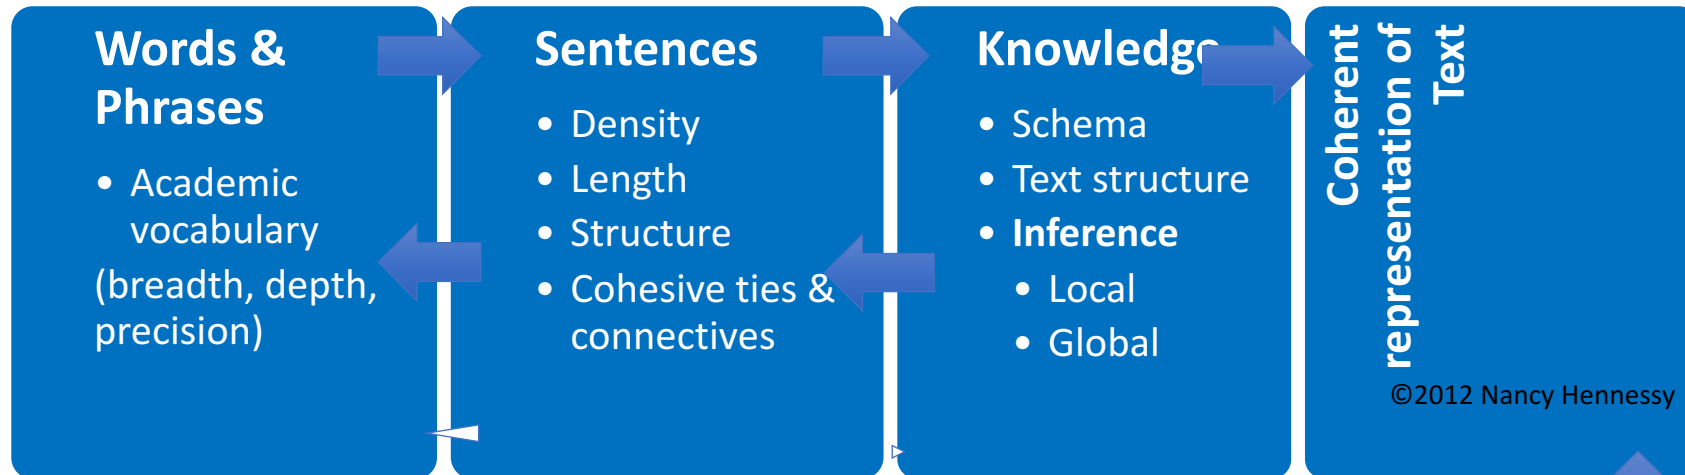 Words &
Phrases
• Academic
vocabulary
(breadth, depth,
precision)
Sentences
• Density
• Length
• Structure
• Cohesive ties &
connectives
Knowledge
• Schema
• Text structure
• Inference
• Local
• Global
Coherent
representation of
Text
©2012 Nancy Hennessy